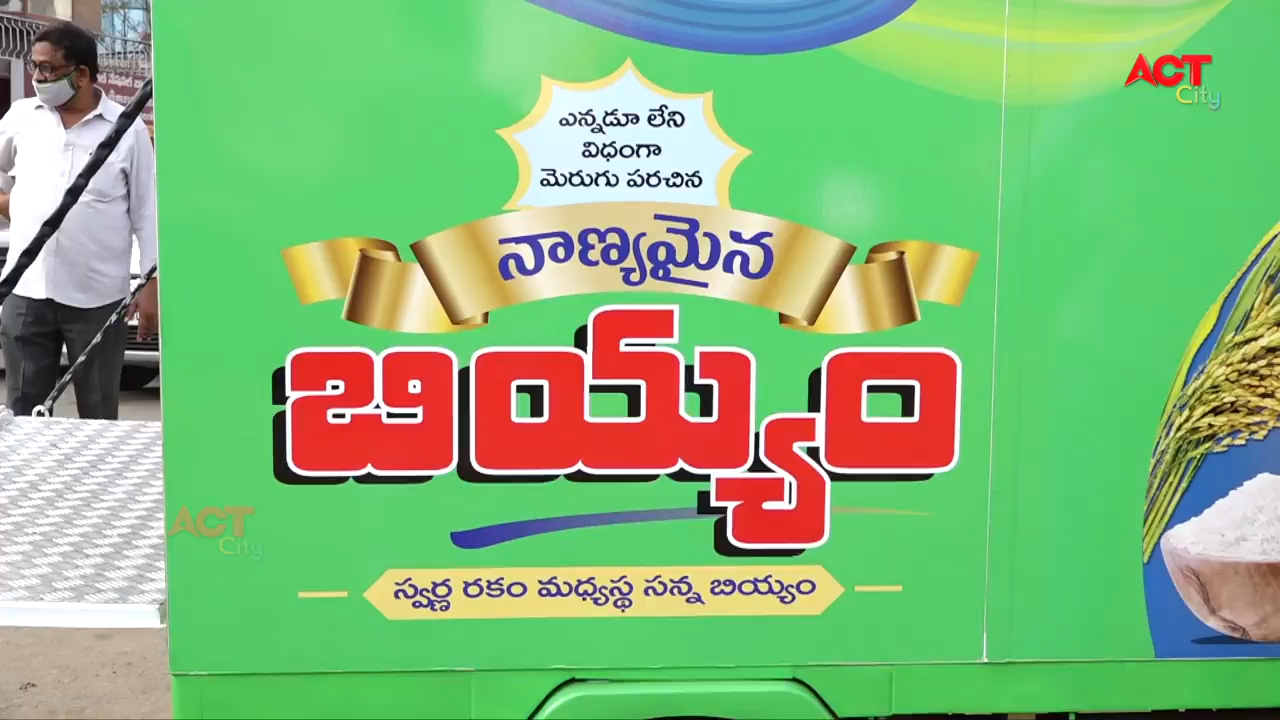 ACT
City
ఎన్నడూ లేని
విధంగా
మెరుగు పరచిన
నాణ్యమైన
బియ్యం
ACT
City
స్వర్ణ రకం మధ్యస్థ సన్న బియ్యం